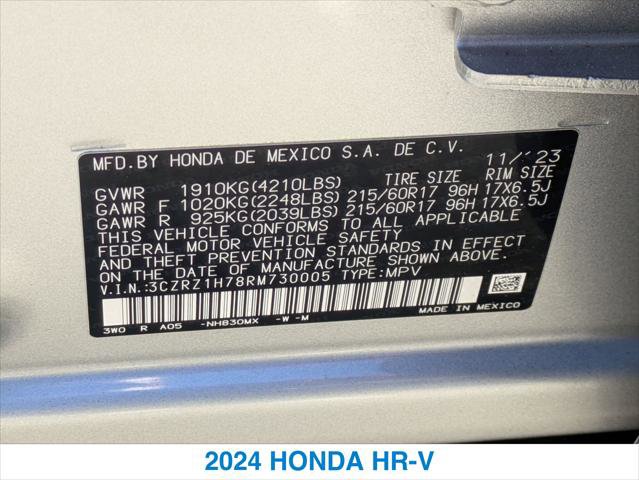 MFD.BY HONDA DE MEXICO S.A. DE C.V. 11/'23
TIRE SIZE RIM SIZE
GVWR 1910KG(4210LBS)
GAWR F 1020KG(2248LBS) 215/60R17 96H 17X6.5J
GAWR R 925KG(2039LBS) 215/60R17 96H 17X6.5J
THIS VEHICLE CONFORMS TO ALL APPLICABLE
FEDERAL MOTOR VEHICLE SAFETY
AND THEFT PREVENTION STANDARDS IN EFFECT
ON THE DATE OF MANUFACTURE SHOWN ABOVE.
V.I.N.:3CZRZ1H78RM730005 TYPE:MPV
3W0 R A05 -NH830MX -W -M
MADE IN MEXICO
2024 HONDA HR-V